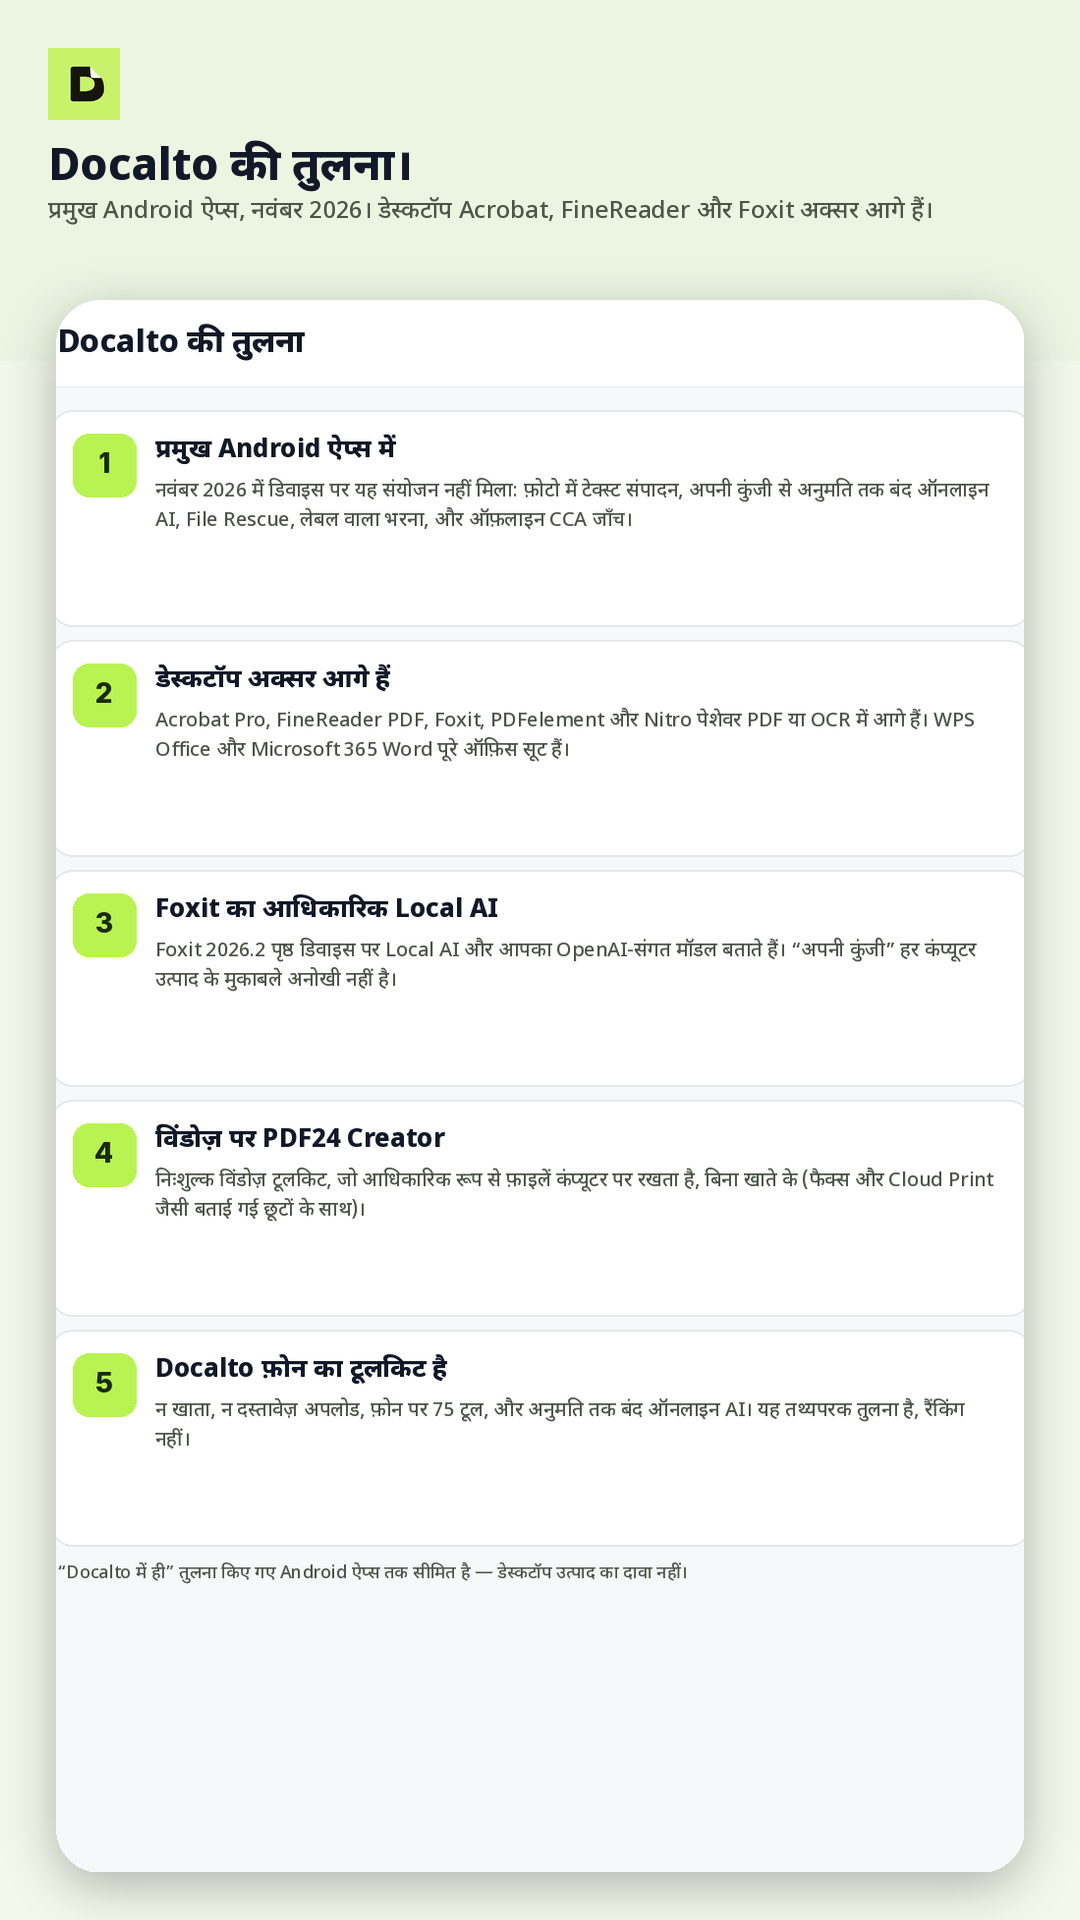 Docalto की तुलना।
प्रमुख Android ऐप्स, नवंबर 2026। डेस्कटॉप Acrobat, FineReader और Foxit अक्सर आगे हैं।
Docalto की तुलना
1
प्रमुख Android ऐप्स में
नवंबर 2026 में डिवाइस पर यह संयोजन नहीं मिला: फ़ोटो में टेक्स्ट संपादन, अपनी कुंजी से अनुमति तक बंद ऑनलाइन
AI, File Rescue, लेबल वाला भरना, और ऑफ़लाइन CCA जाँच।
2
डेस्कटॉप अक्सर आगे हैं
Acrobat Pro, FineReader PDF, Foxit, PDFelement और Nitro पेशेवर PDF या OCR में आगे हैं। WPS
Office और Microsoft 365 Word पूरे ऑफ़िस सूट हैं।
3
Foxit का आधिकारिक Local AI
Foxit 2026.2 पृष्ठ डिवाइस पर Local AI और आपका OpenAI-संगत मॉडल बताते हैं। “अपनी कुंजी” हर कंप्यूटर
उत्पाद के मुकाबले अनोखी नहीं है।
4
विंडोज़ पर PDF24 Creator
निःशुल्क विंडोज़ टूलकिट, जो आधिकारिक रूप से फ़ाइलें कंप्यूटर पर रखता है, बिना खाते के (फैक्स और Cloud Print
जैसी बताई गई छूटों के साथ)।
5
Docalto फ़ोन का टूलकिट है
न खाता, न दस्तावेज़ अपलोड, फ़ोन पर 75 टूल, और अनुमति तक बंद ऑनलाइन AI। यह तथ्यपरक तुलना है, रैंकिंग
नहीं।
“Docalto में ही” तुलना किए गए Android ऐप्स तक सीमित है — डेस्कटॉप उत्पाद का दावा नहीं।